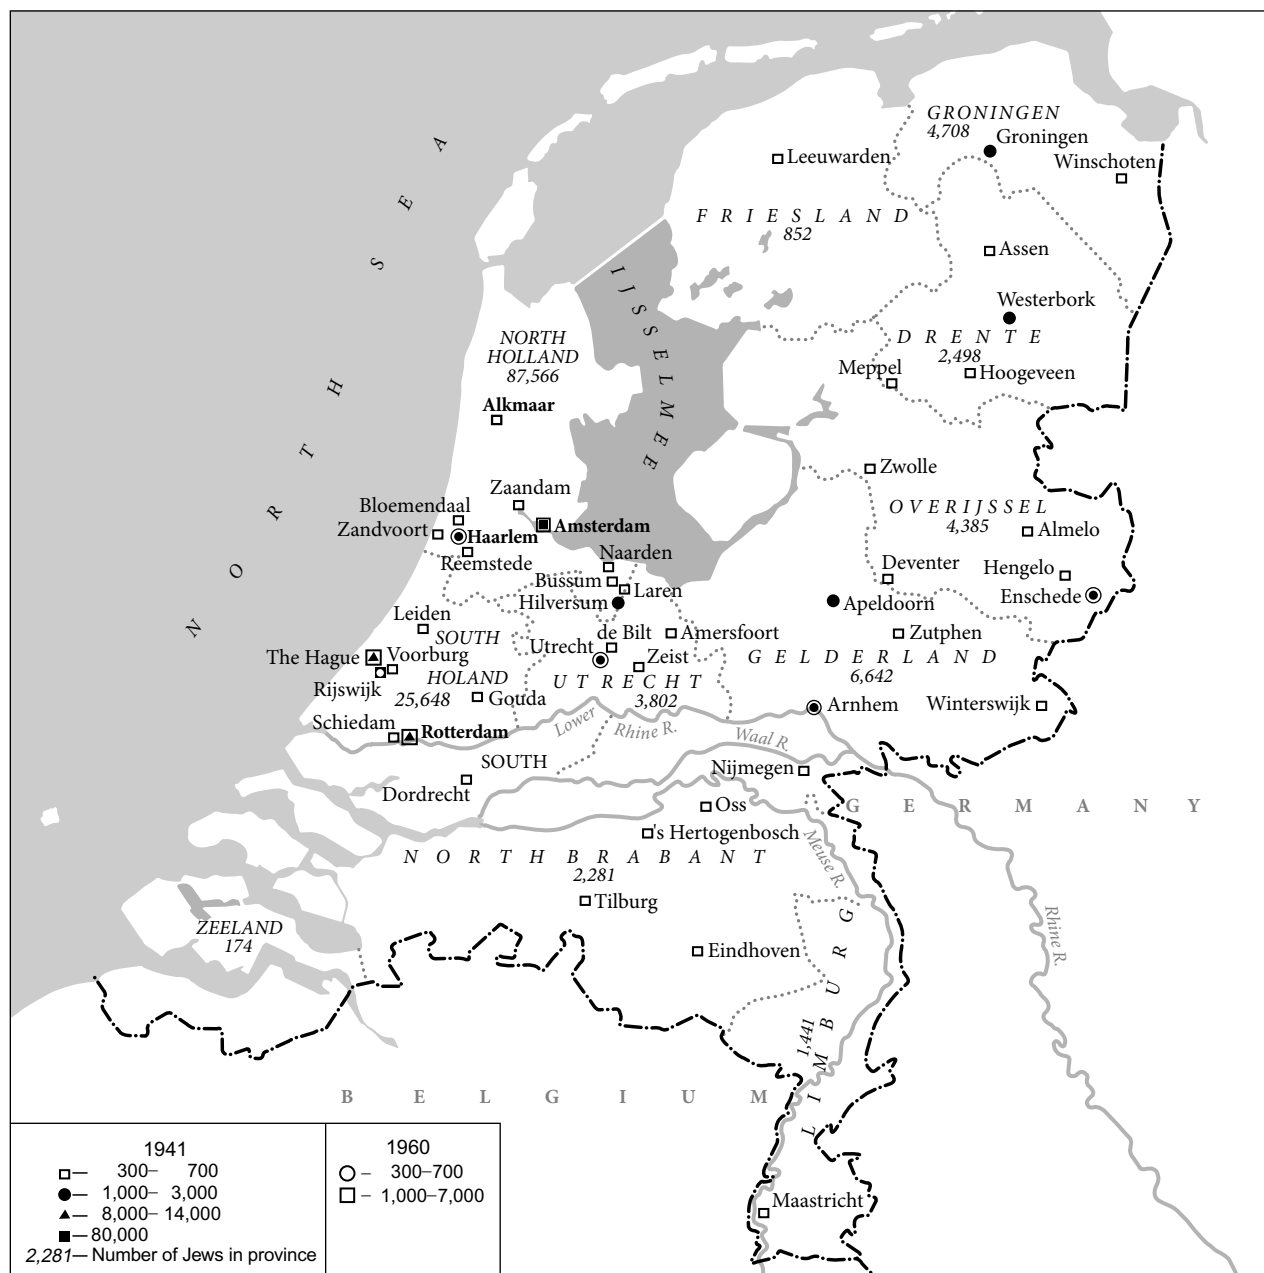 GRONINGEN
4,708
Groningen
Winschoten
Leeuwarden
FRIESLAND
852
Assen
Westerbork
DRENTE
2,498
Meppel
Hoogeveen
NORTH SEA
IJSSELMEE
NORTH
HOLLAND
87,566
Alkmaar
Zwolle
Zaandam
Bloemendaal
OVERIJSSEL
4,385
Zandvoort
Haarlem
Amsterdam
Almelo
Reemstede
Naarden
Bussum
Laren
Hilversum
Deventer
Hengelo
Enschede
Apeldoorn
Leiden
SOUTH
de Bilt
Amersfoort
Zutphen
The Hague
Voorburg
Utrecht
Zeist
GELDERLAND
6,642
Rijswijk
HOLAND
25,648
Gouda
UTRECHT
3,802
Arnhem
Winterswijk
Schiedam
Rotterdam
Lower
Rhine R.
Waal R.
SOUTH
Nijmegen
Dordrecht
Oss
GERMANY
's Hertogenbosch
Meuse R.
NORTH BRABANT
2,281
Tilburg
ZEELAND
174
Eindhoven
Rhine R.
LIMBURG
1,441
BELGIUM
Maastricht
1941
300– 700
1,000– 3,000
8,000– 14,000
80,000
2,281— Number of Jews in province
1960
– 300–700
– 1,000–7,000